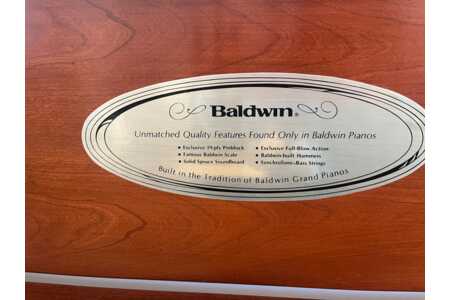 Baldwin®
Unmatched Quality Features Found Only in Baldwin Pianos
• Exclusive 19-ply Pinblock • Exclusive Full-Blow Action
• Famous Baldwin Scale • Baldwin-built Hammers
• Solid Spruce Soundboard • SynchroTone® Bass Strings
Built in the Tradition of Baldwin Grand Pianos